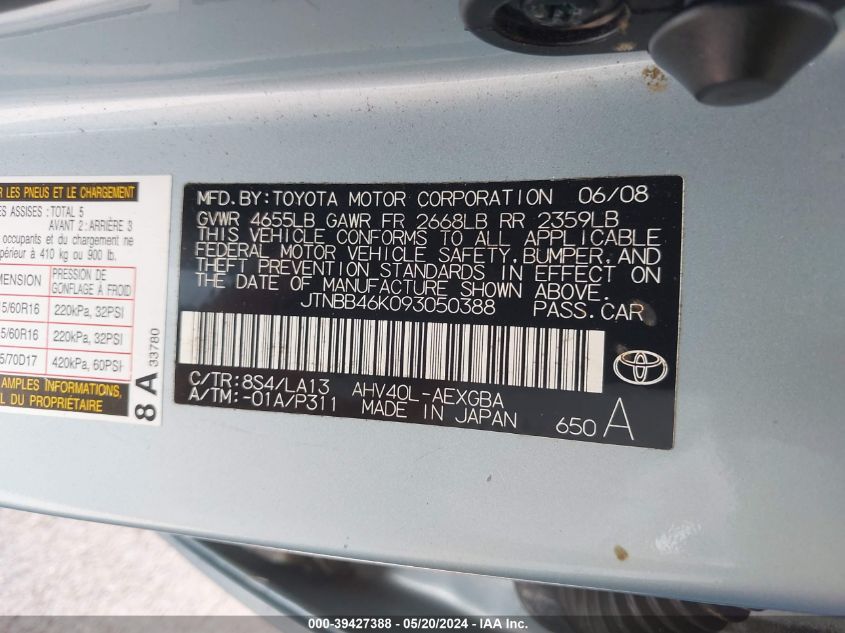 R LES PNEUS ET LE CHARGEMENT
ES ASSISES : TOTAL 5
AVANT 2 : ARRIÈRE 3
occupants et du chargement ne
périeur à 410 kg ou 900 lb.
MENSION PRESSION DE GONFLAGE À FROID
5/60R16 220kPa, 32PSI
5/60R16 220kPa, 32PSI
5/70D17 420kPa, 60PSI
AMPLES INFORMATIONS,
DU PROPRIÉTAIRE
8 A 33780
MFD. BY: TOYOTA MOTOR CORPORATION 06/08
GVWR 4655LB GAWR FR 2668LB RR 2359LB
THIS VEHICLE CONFORMS TO ALL APPLICABLE
FEDERAL MOTOR VEHICLE SAFETY, BUMPER, AND
THEFT PREVENTION STANDARDS IN EFFECT ON
THE DATE OF MANUFACTURE SHOWN ABOVE.
JTNBB46K093050388 PASS. CAR
C/TR: 8S4/LA13 AHV40L-AEXGBA
A/TM: -01A/P311 MADE IN JAPAN 650 A
000-39427388 - 05/20/2024 - IAA Inc.